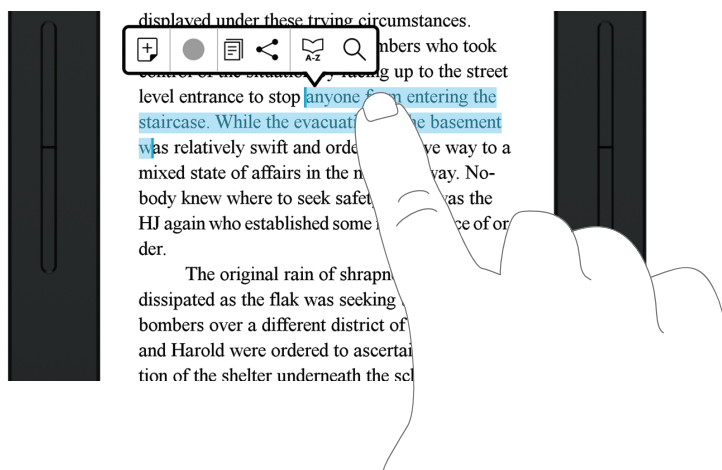 displayed under these trying circumstances.
mbers who took
control of the situation by facing up to the street
level entrance to stop anyone from entering the
staircase. While the evacuati he basement
was relatively swift and orde ve way to a
mixed state of affairs in the way. No-
body knew where to seek safet as the
HJ again who established some ce of or
der.
The original rain of shrapn
dissipated as the flak was seeking
bombers over a different district of
and Harold were ordered to ascertai
tion of the shelter underneath the sch
A-Z